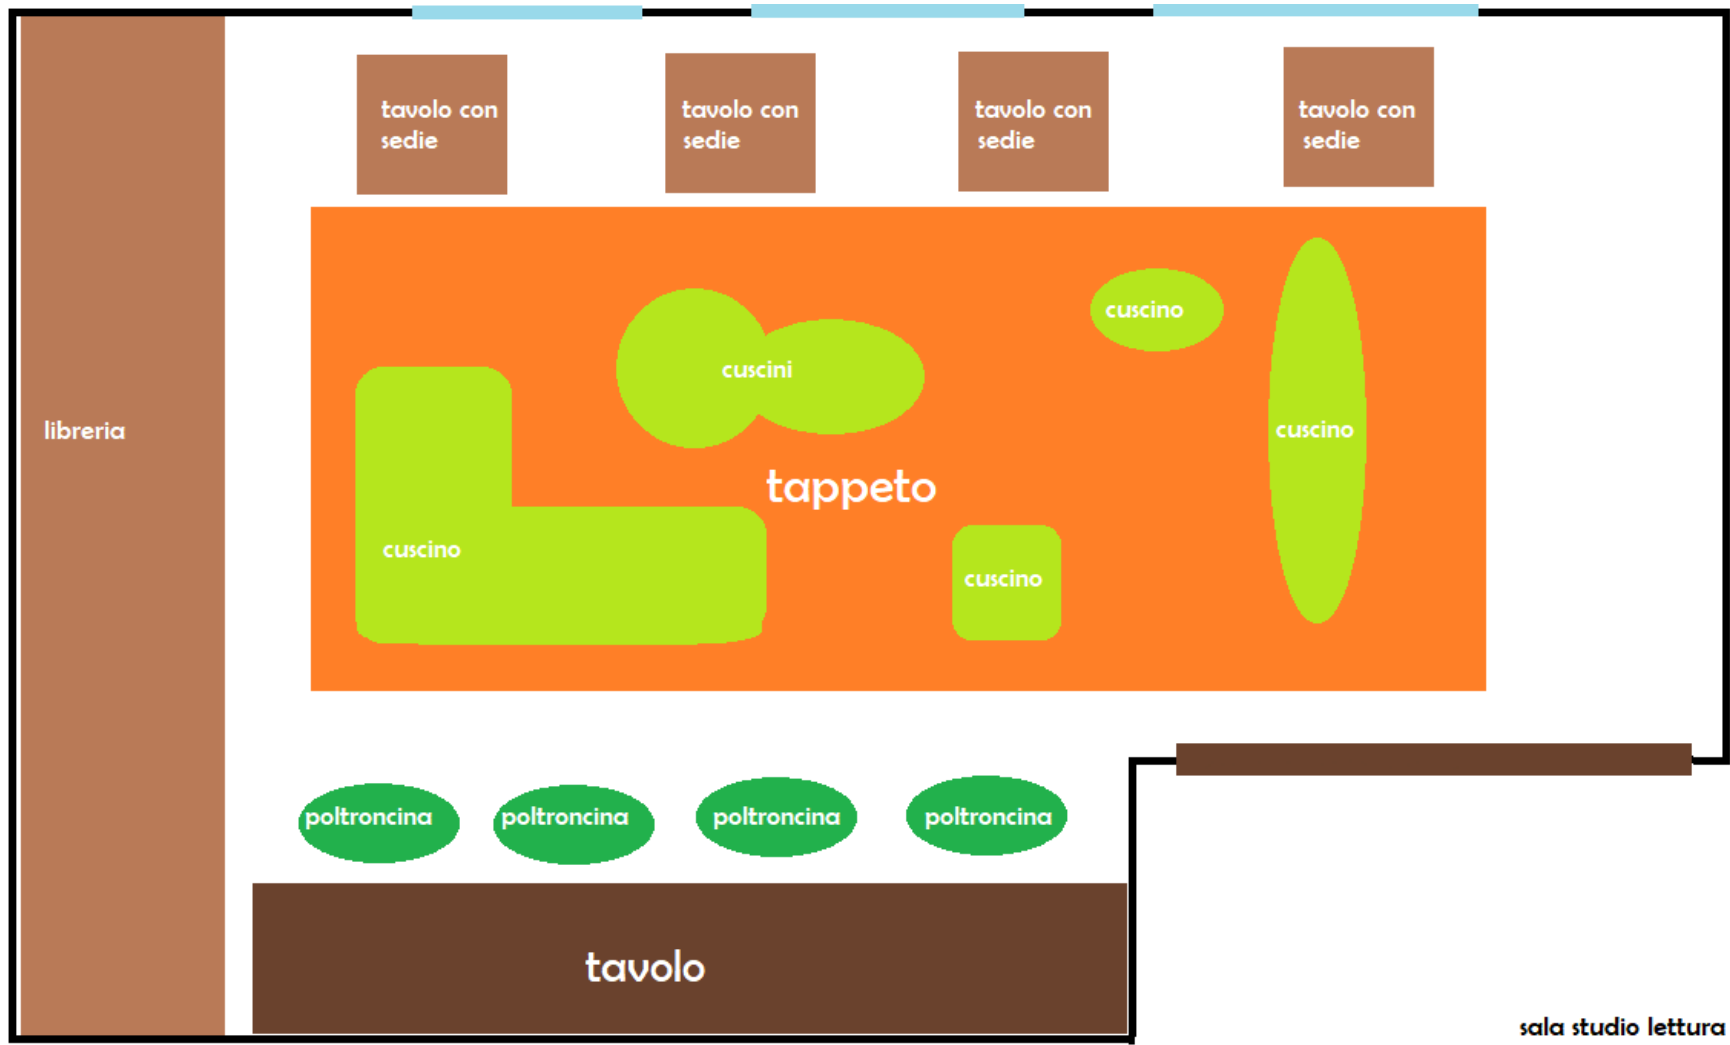 tavolo con
sedie
tavolo con
sedie
tavolo con
sedie
tavolo con
sedie
cuscino
cuscini
libreria
cuscino
tappeto
cuscino
cuscino
poltroncina
poltroncina
poltroncina
poltroncina
tavolo
sala studio lettura